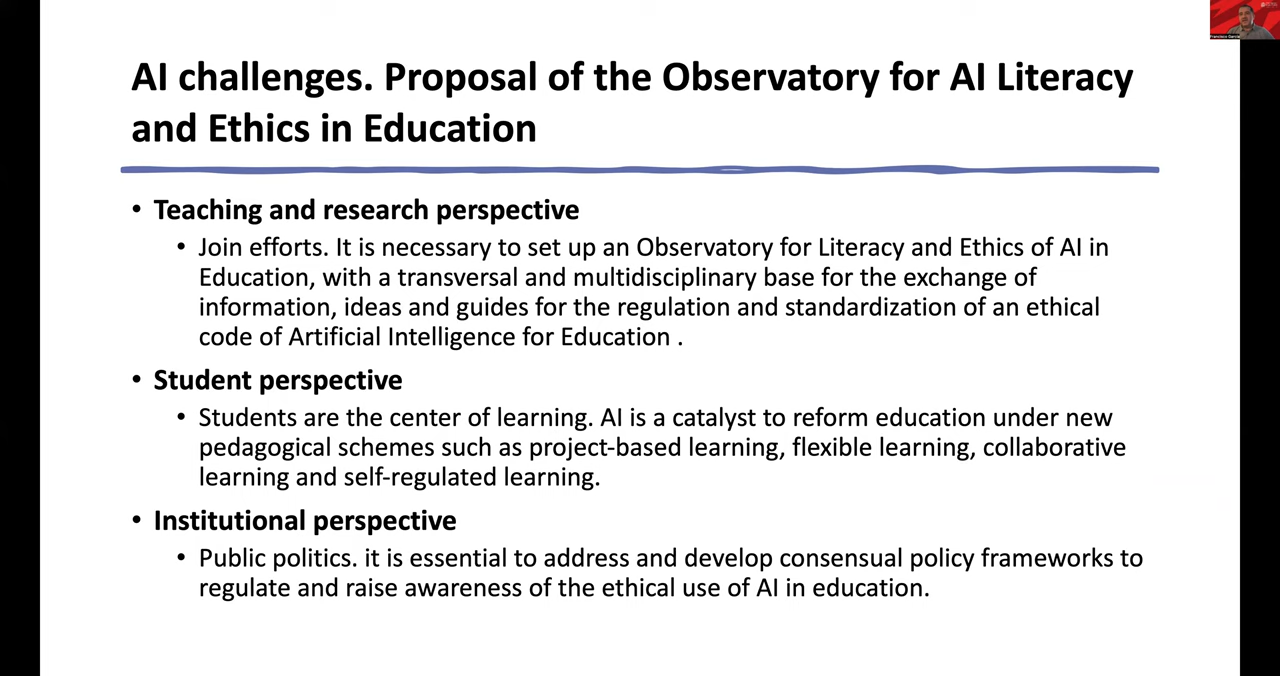 AI challenges. Proposal of the Observatory for AI Literacy
and Ethics in Education
• Teaching and research perspective
• Join efforts. It is necessary to set up an Observatory for Literacy and Ethics of AI in
Education, with a transversal and multidisciplinary base for the exchange of
information, ideas and guides for the regulation and standardization of an ethical
code of Artificial Intelligence for Education .
• Student perspective
• Students are the center of learning. AI is a catalyst to reform education under new
pedagogical schemes such as project-based learning, flexible learning, collaborative
learning and self-regulated learning.
• Institutional perspective
• Public politics. it is essential to address and develop consensual policy frameworks to
regulate and raise awareness of the ethical use of AI in education.